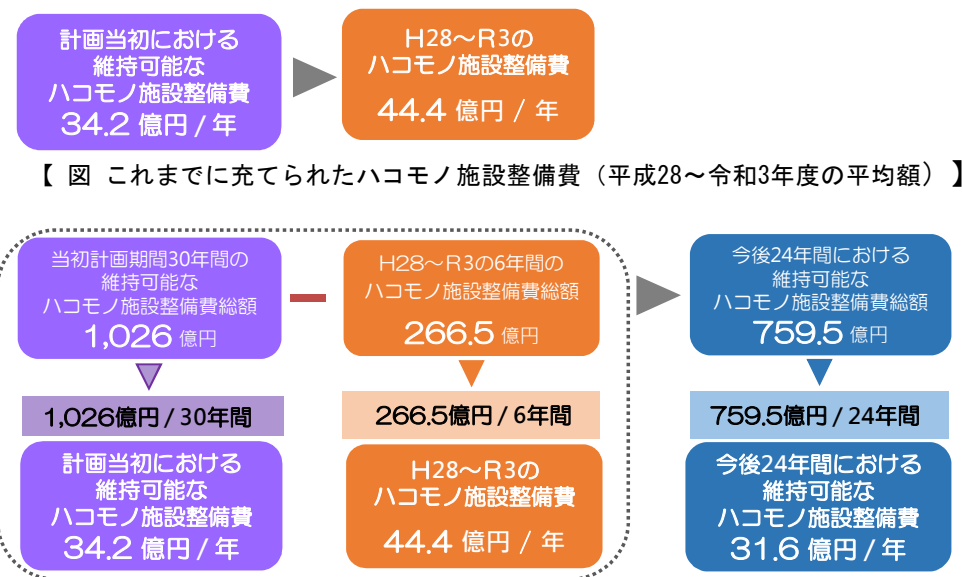 計画当初における
維持可能な
ハコモノ施設整備費
34.2 億円 / 年
H28～R3の
ハコモノ施設整備費
44.4 億円 / 年
【 図 これまでに充てられたハコモノ施設整備費（平成28～令和3年度の平均額）】
当初計画期間30年間の
維持可能な
ハコモノ施設整備費総額
1,026 億円
H28～R3の6年間の
ハコモノ施設整備費総額
266.5 億円
今後24年間における
維持可能な
ハコモノ施設整備費総額
759.5 億円
1,026億円 / 30年間
266.5億円 / 6年間
759.5億円 / 24年間
計画当初における
維持可能な
ハコモノ施設整備費
34.2 億円 / 年
H28～R3の
ハコモノ施設整備費
44.4 億円 / 年
今後24年間における
維持可能な
ハコモノ施設整備費
31.6 億円 / 年